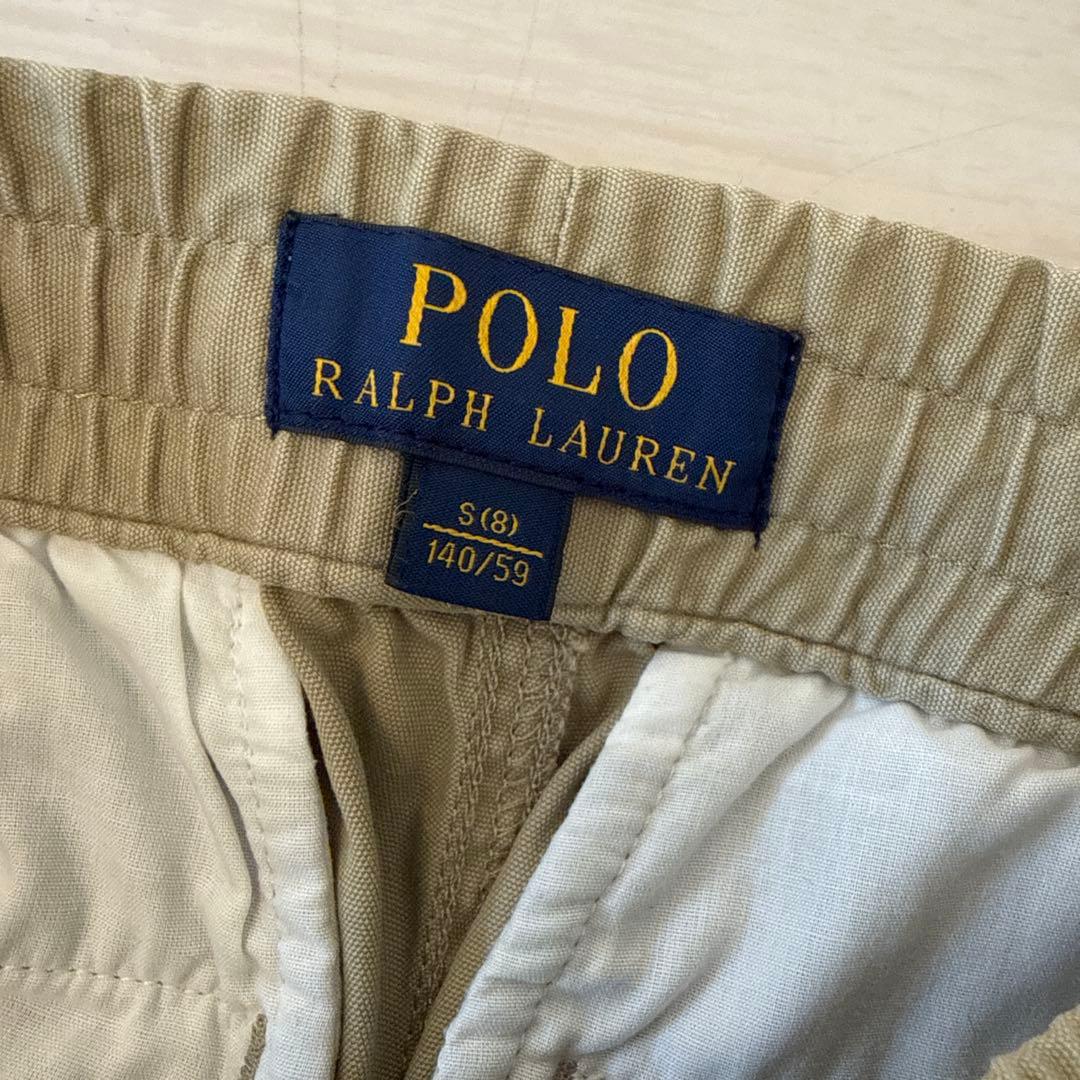 POLO
RALPH LAUREN
S(8)
140/59